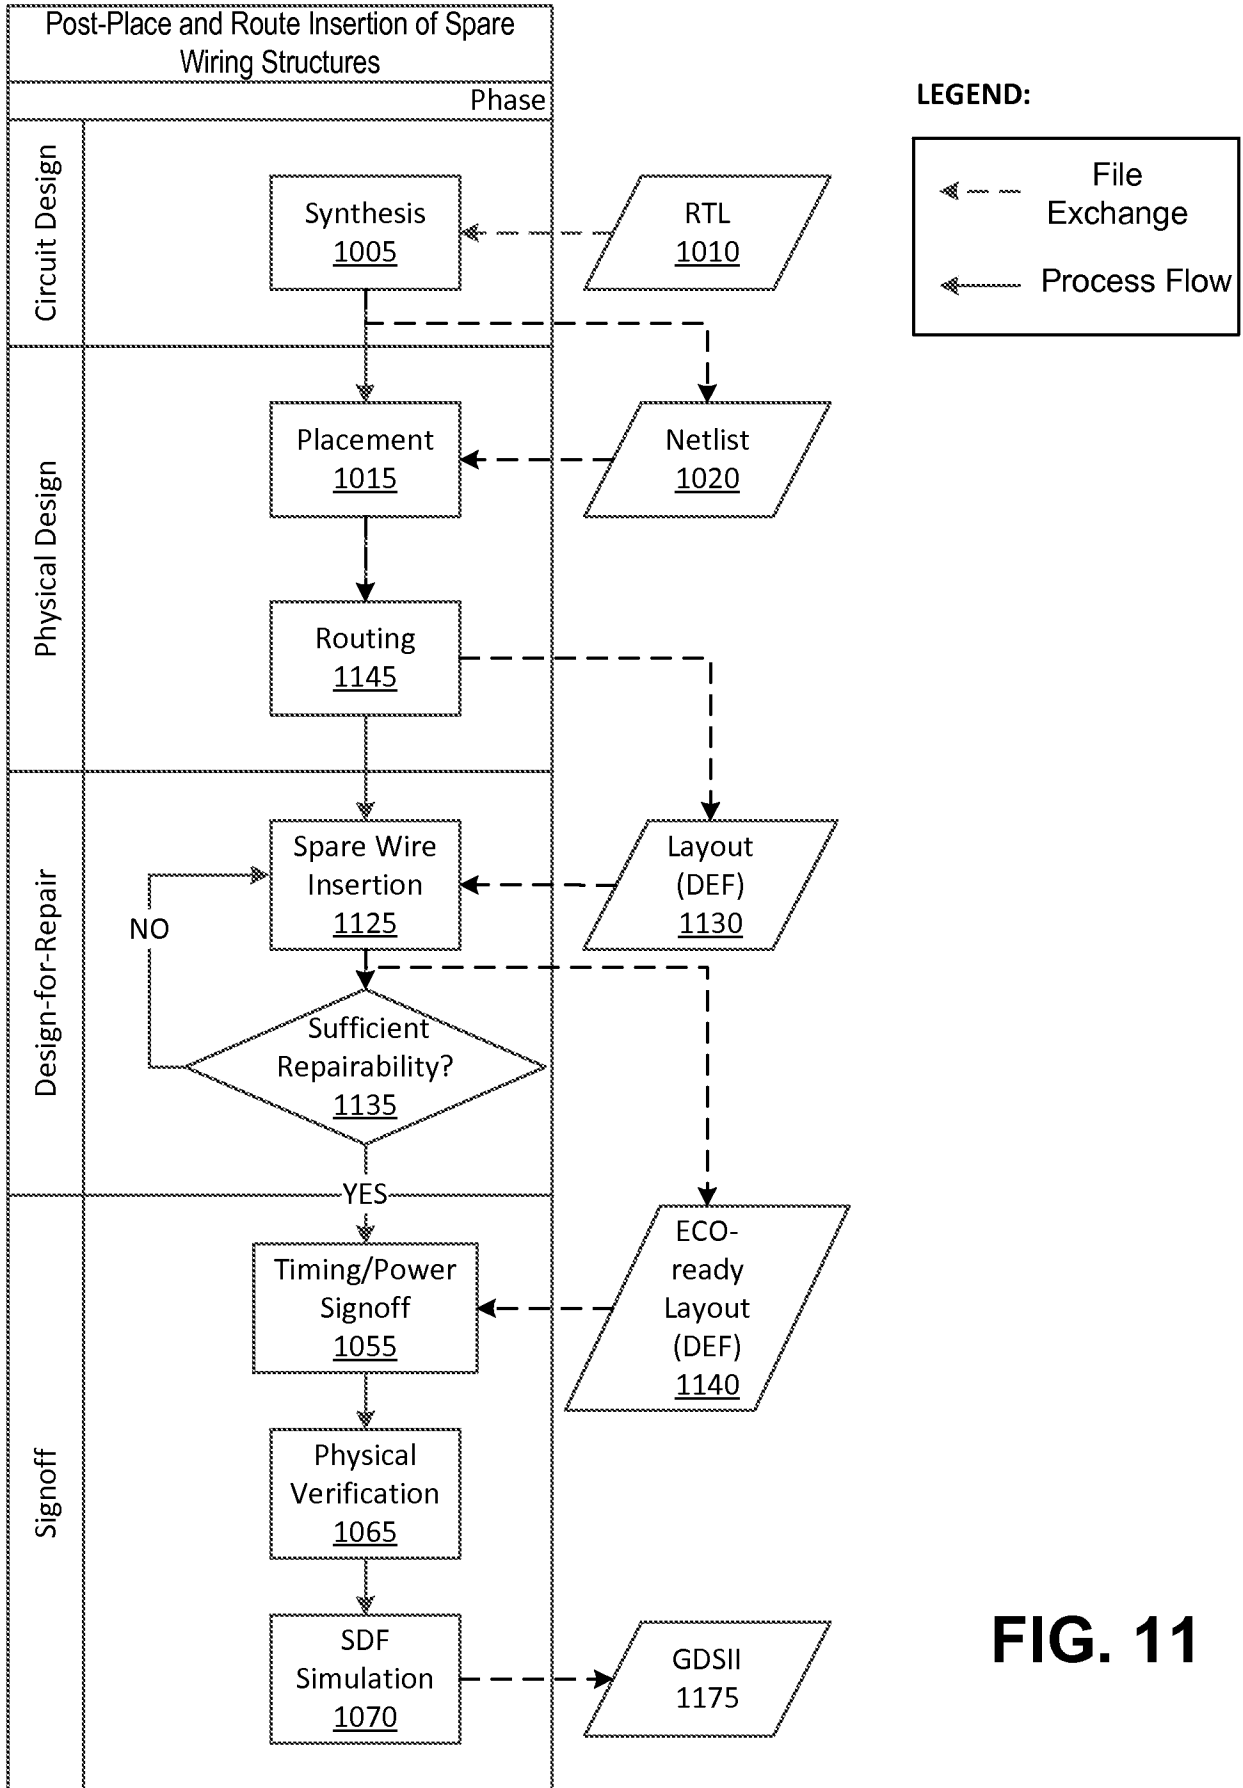 Post-Place and Route Insertion of Spare
Wiring Structures
Phase
LEGEND:
File
Exchange
Process Flow
Circuit Design
Synthesis
1005
RTL
1010
Physical Design
Placement
1015
Netlist
1020
Routing
1145
Design-for-Repair
Spare Wire
Insertion
1125
Layout
(DEF)
1130
NO
Sufficient
Repairability?
1135
YES
Signoff
Timing/Power
Signoff
1055
ECO-
ready
Layout
(DEF)
1140
Physical
Verification
1065
SDF
Simulation
1070
GDSII
1175
FIG. 11